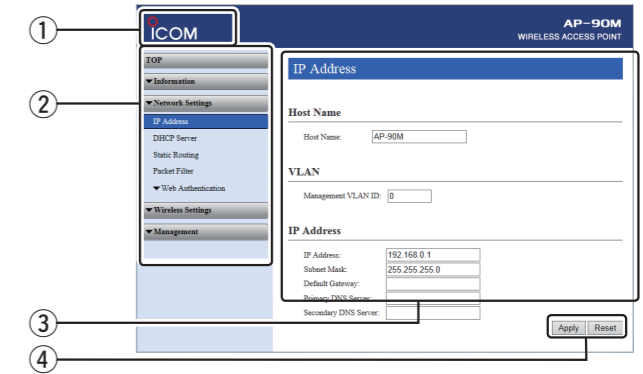 ①
ICOM
AP-90M
WIRELESS ACCESS POINT
②
TOP
▼Information
▼Network Settings
IP Address
DHCP Server
Static Routing
Packet Filter
▼Web Authentication
▼Wireless Settings
▼Management
IP Address
Host Name
Host Name: AP-90M
VLAN
Management VLAN ID: 0
IP Address
IP Address: 192.168.0.1
Subnet Mask: 255.255.255.0
Default Gateway:
Primary DNS Server:
Secondary DNS Server:
③
Apply Reset
④